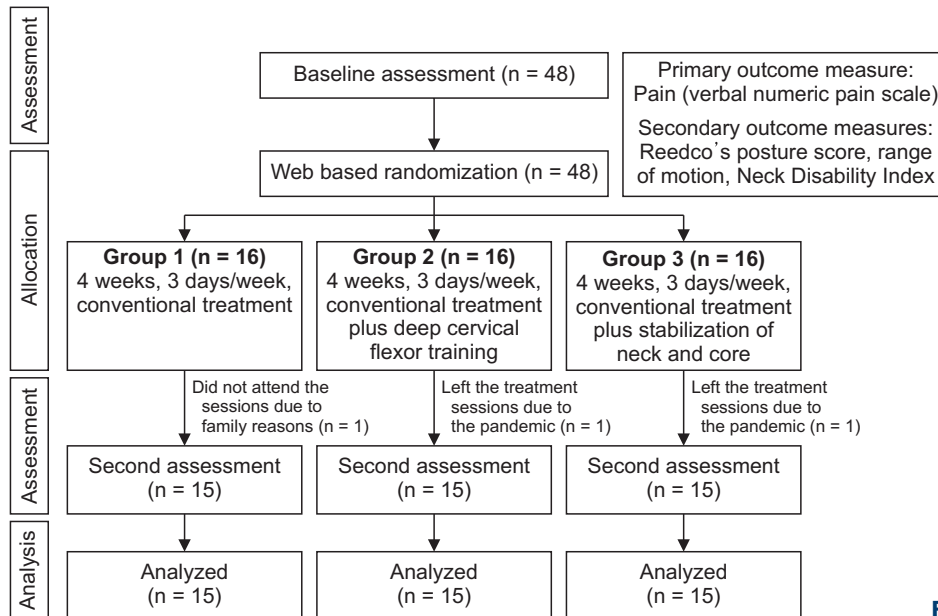 Assessment
Baseline assessment (n = 48)
Primary outcome measure:
Pain (verbal numeric pain scale)
Secondary outcome measures:
Reedco's posture score, range
of motion, Neck Disability Index
Allocation
Web based randomization (n = 48)
Group 1 (n = 16)
4 weeks, 3 days/week,
conventional treatment
Group 2 (n = 16)
4 weeks, 3 days/week,
conventional treatment
plus deep cervical
flexor training
Group 3 (n = 16)
4 weeks, 3 days/week,
conventional treatment
plus stabilization of
neck and core
Did not attend the
sessions due to
family reasons (n = 1)
Left the treatment
sessions due to
the pandemic (n = 1)
Left the treatment
sessions due to
the pandemic (n = 1)
Assessment
Second assessment
(n = 15)
Second assessment
(n = 15)
Second assessment
(n = 15)
Analysis
Analyzed
(n = 15)
Analyzed
(n = 15)
Analyzed
(n = 15)